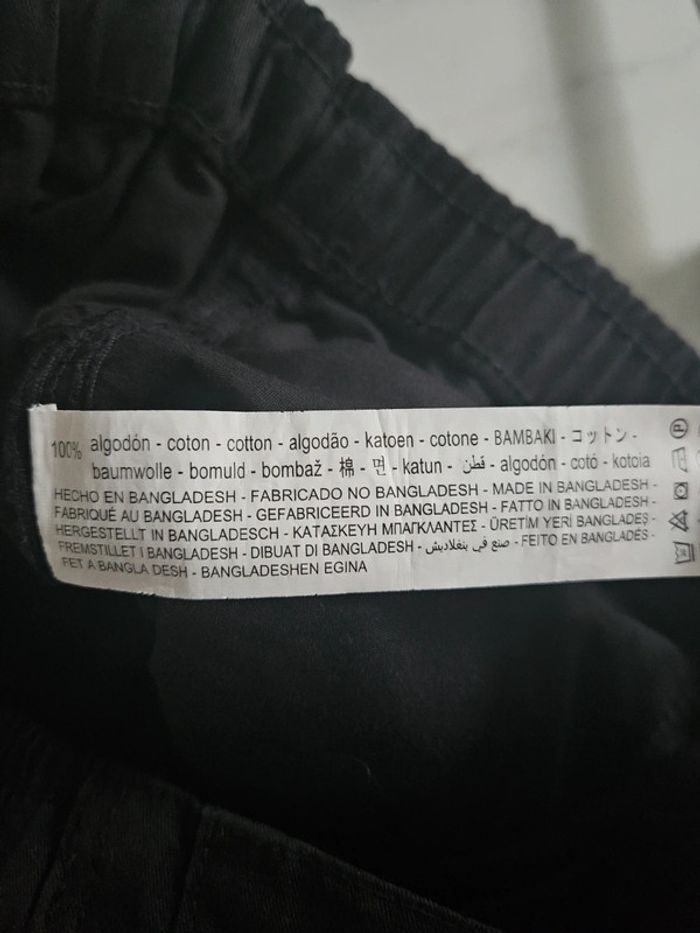 100% algodón - coton - cotton - algodão - katoen - cotone - BAMBAKI - コットン -
baumwolle - bomuld - bombaž - 棉 - 면 - katun - قطن - algodón - cotó - kotoia
HECHO EN BANGLADESH - FABRICADO NO BANGLADESH - MADE IN BANGLADESH -
FABRIQUÉ AU BANGLADESH - GEFABRICEERD IN BANGLADESH - FATTO IN BANGLADESH -
HERGESTELLT IN BANGLADESCH - ΚΑΤΑΣΚΕΥΗ ΜΠΑΓΚΛΑΝΤΕΣ - ÜRETİM YERİ BANGLADEŞ -
FREMSTILLET I BANGLADESH - DIBUAT DI BANGLADESH - صنع في بنغلاديش - FEITO EN BANGLADÉS -
FET A BANGLA DESH - BANGLADESHEN EGINA
P